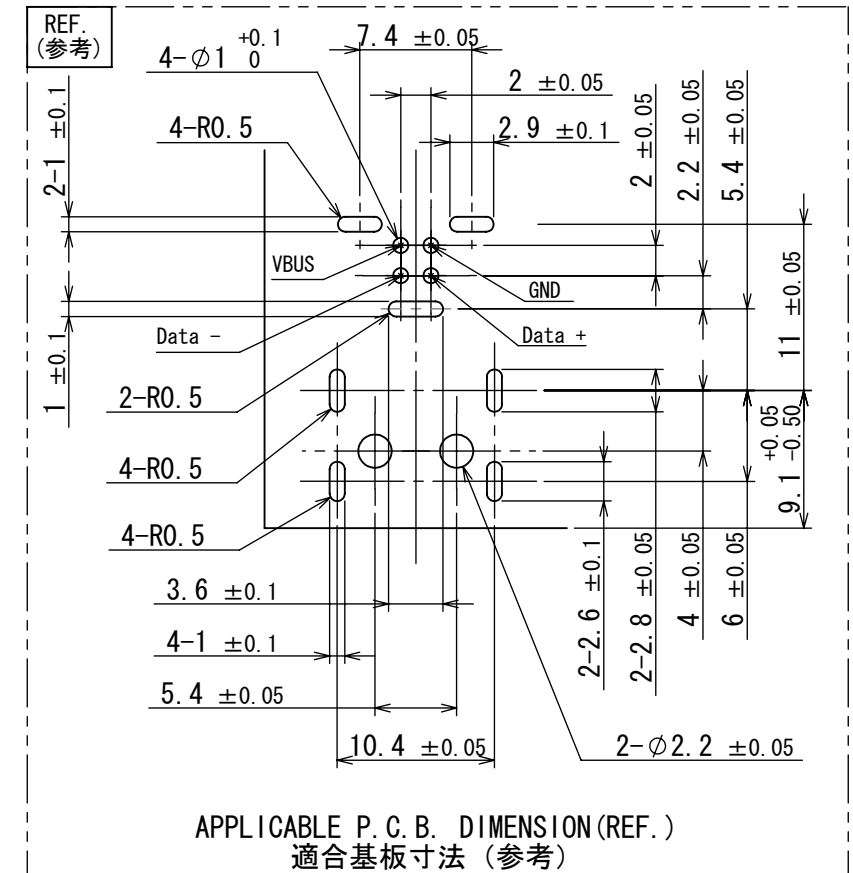 REF.
(参考)
4-φ1 +0.1 0
7.4 ±0.05
2 ±0.05
2.9 ±0.1
2-1 ±0.1
4-R0.5
2 ±0.05
2.2 ±0.05
5.4 ±0.05
VBUS
GND
11 ±0.05
Data -
Data +
1 ±0.1
2-R0.5
4-R0.5
4-R0.5
9.1 +0.05 -0.50
3.6 ±0.1
4-1 ±0.1
5.4 ±0.05
10.4 ±0.05
2-2.6 ±0.1
2-2.8 ±0.05
4 ±0.05
6 ±0.05
2-φ2.2 ±0.05
APPLICABLE P.C.B. DIMENSION(REF.)
適合基板寸法 (参考)